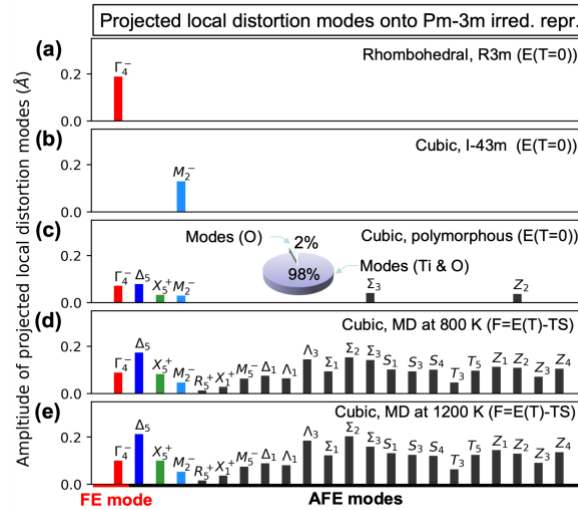 Projected local distortion modes onto Pm-3m irred. repr.
Ampltiude of projected local distortion modes (Å)
(a)
Rhombohedral, R3m (E(T=0))
0.2
0.0
Γ₄⁻
(b)
Cubic, I-43m (E(T=0))
0.2
0.0
M₂⁻
(c)
Cubic, polymorphous (E(T=0))
Modes (O)
2%
98%
Modes (Ti & O)
0.2
0.0
Γ₄⁻ Δ₅ X₅⁺ M₂⁻ Σ₃ Z₂
(d)
Cubic, MD at 800 K (F=E(T)-TS)
0.2
0.0
Γ₄⁻ Δ₅ X₅⁺ M₂⁻ R₅⁺ X₁⁺ M₅⁻ Δ₁ Λ₁ Λ₃ Σ₁ Σ₂ Σ₃ S₁ S₃ S₄ T₃ T₅ Z₁ Z₂ Z₃ Z₄
(e)
Cubic, MD at 1200 K (F=E(T)-TS)
0.2
0.0
Γ₄⁻ Δ₅ X₅⁺ M₂⁻ R₅⁺ X₁⁺ M₅⁻ Δ₁ Λ₁ Λ₃ Σ₁ Σ₂ Σ₃ S₁ S₃ S₄ T₃ T₅ Z₁ Z₂ Z₃ Z₄
FE mode
AFE modes